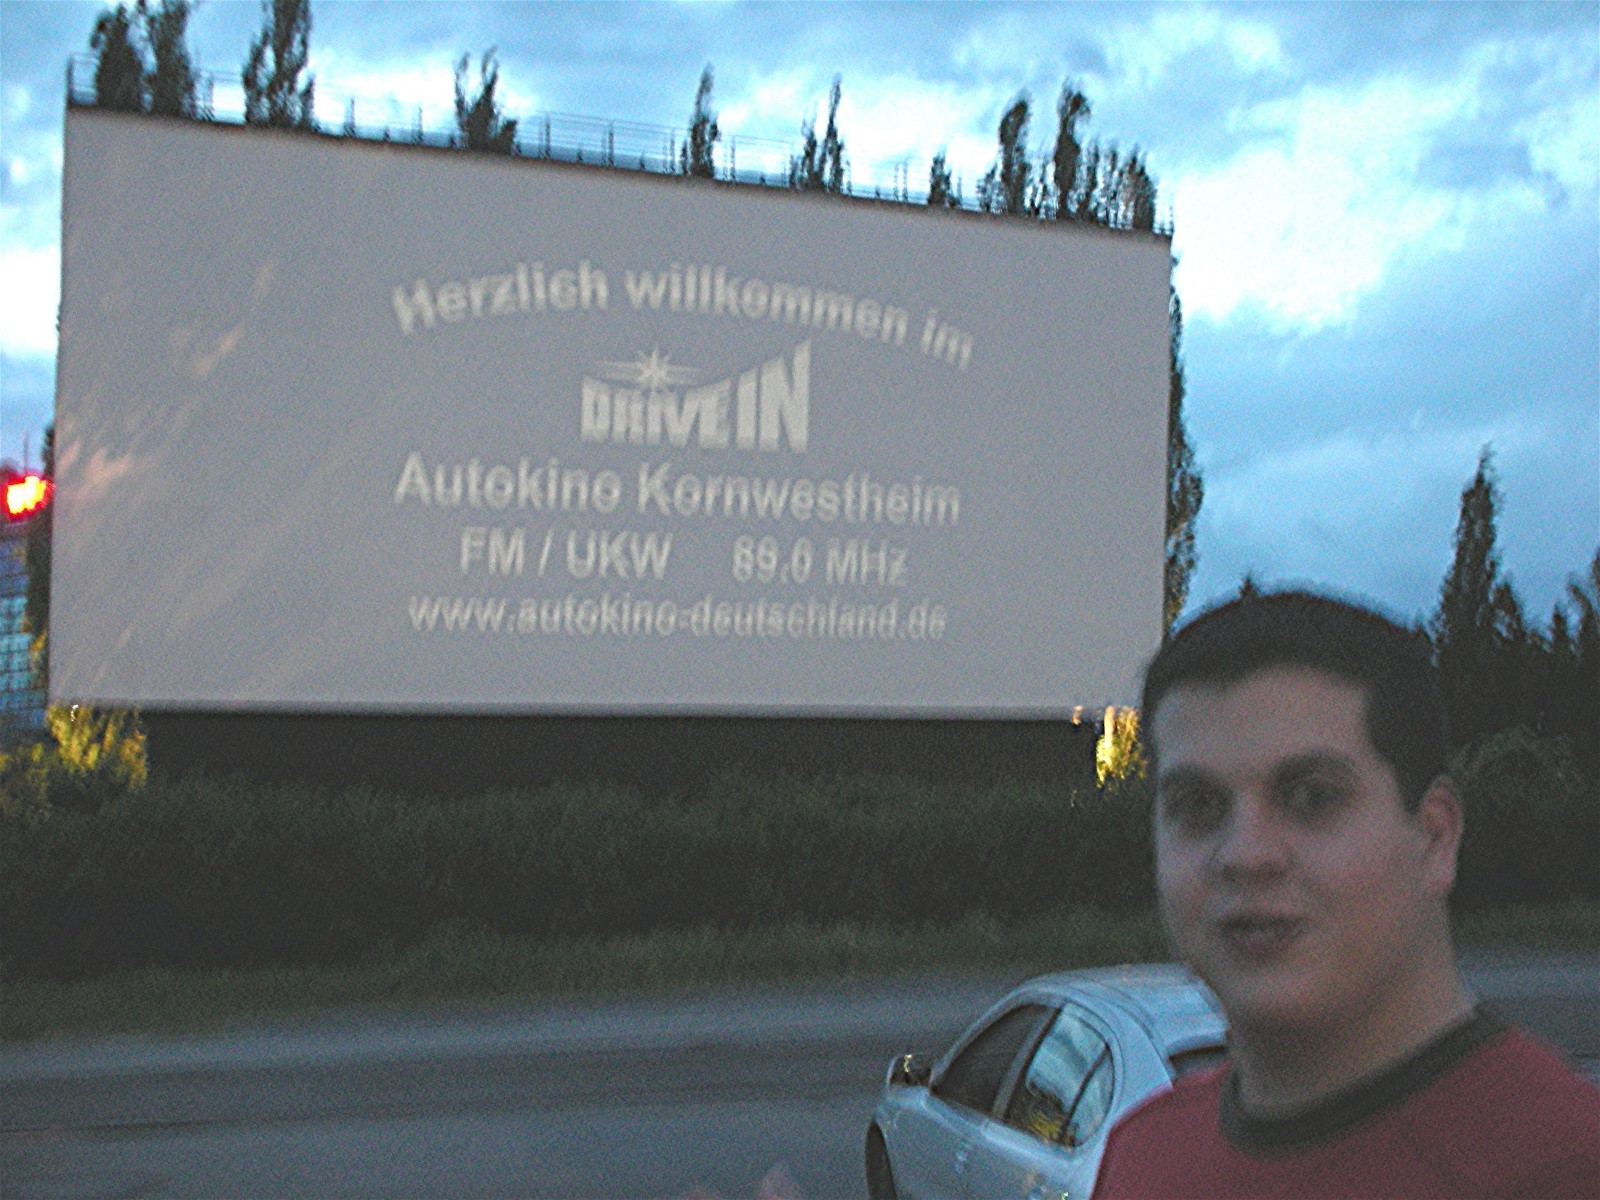 Herzlich willkommen im
DRIVE IN
Autokino Kornwestheim
FM / UKW 89.6 MHz
www.autokino-deutschland.de